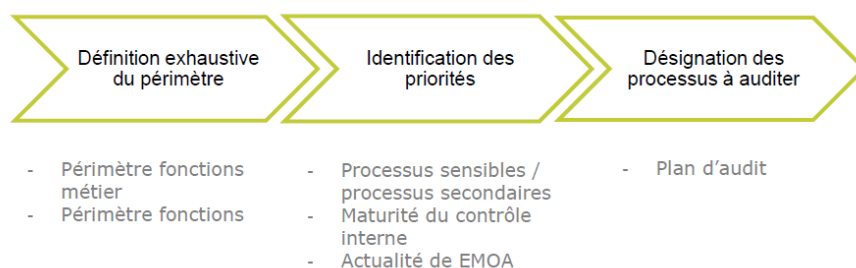 Définition exhaustive
du périmètre
Identification des
priorités
Désignation des
processus à auditer
- Périmètre fonctions
métier
- Périmètre fonctions
- Processus sensibles /
processus secondaires
- Maturité du contrôle
interne
- Actualité de EMOA
- Plan d'audit